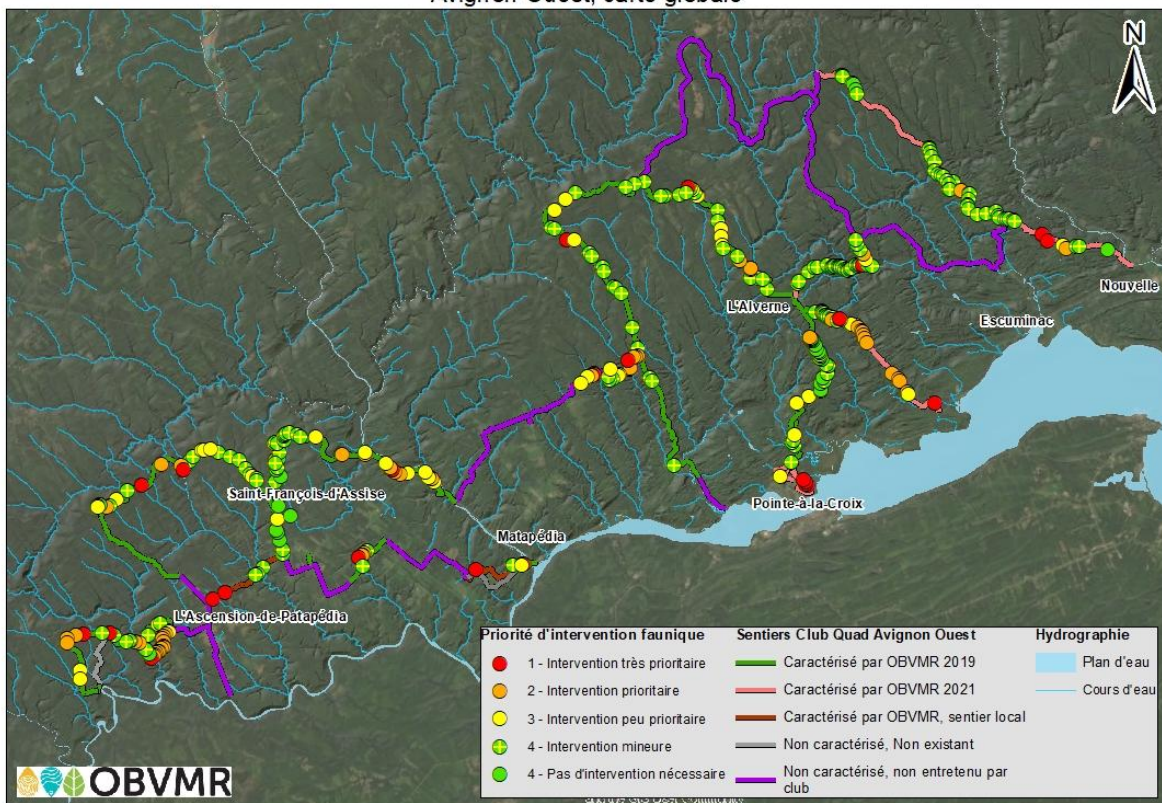 Avignon Ouest, carte globale
N
Nouvelle
L'Alverne
Escuminac
Saint-François-d'Assise
Pointe-à-la-Croix
Matapédia
L'Ascension-de-Patapédia
Priorité d'intervention faunique
1 - Intervention très prioritaire
2 - Intervention prioritaire
3 - Intervention peu prioritaire
4 - Intervention mineure
4 - Pas d'intervention nécessaire
Sentiers Club Quad Avignon Ouest
Caractérisé par OBVMR 2019
Caractérisé par OBVMR 2021
Caractérisé par OBVMR, sentier local
Non caractérisé, Non existant
Non caractérisé, non entretenu par
club
Hydrographie
Plan d'eau
Cours d'eau
OBVMR